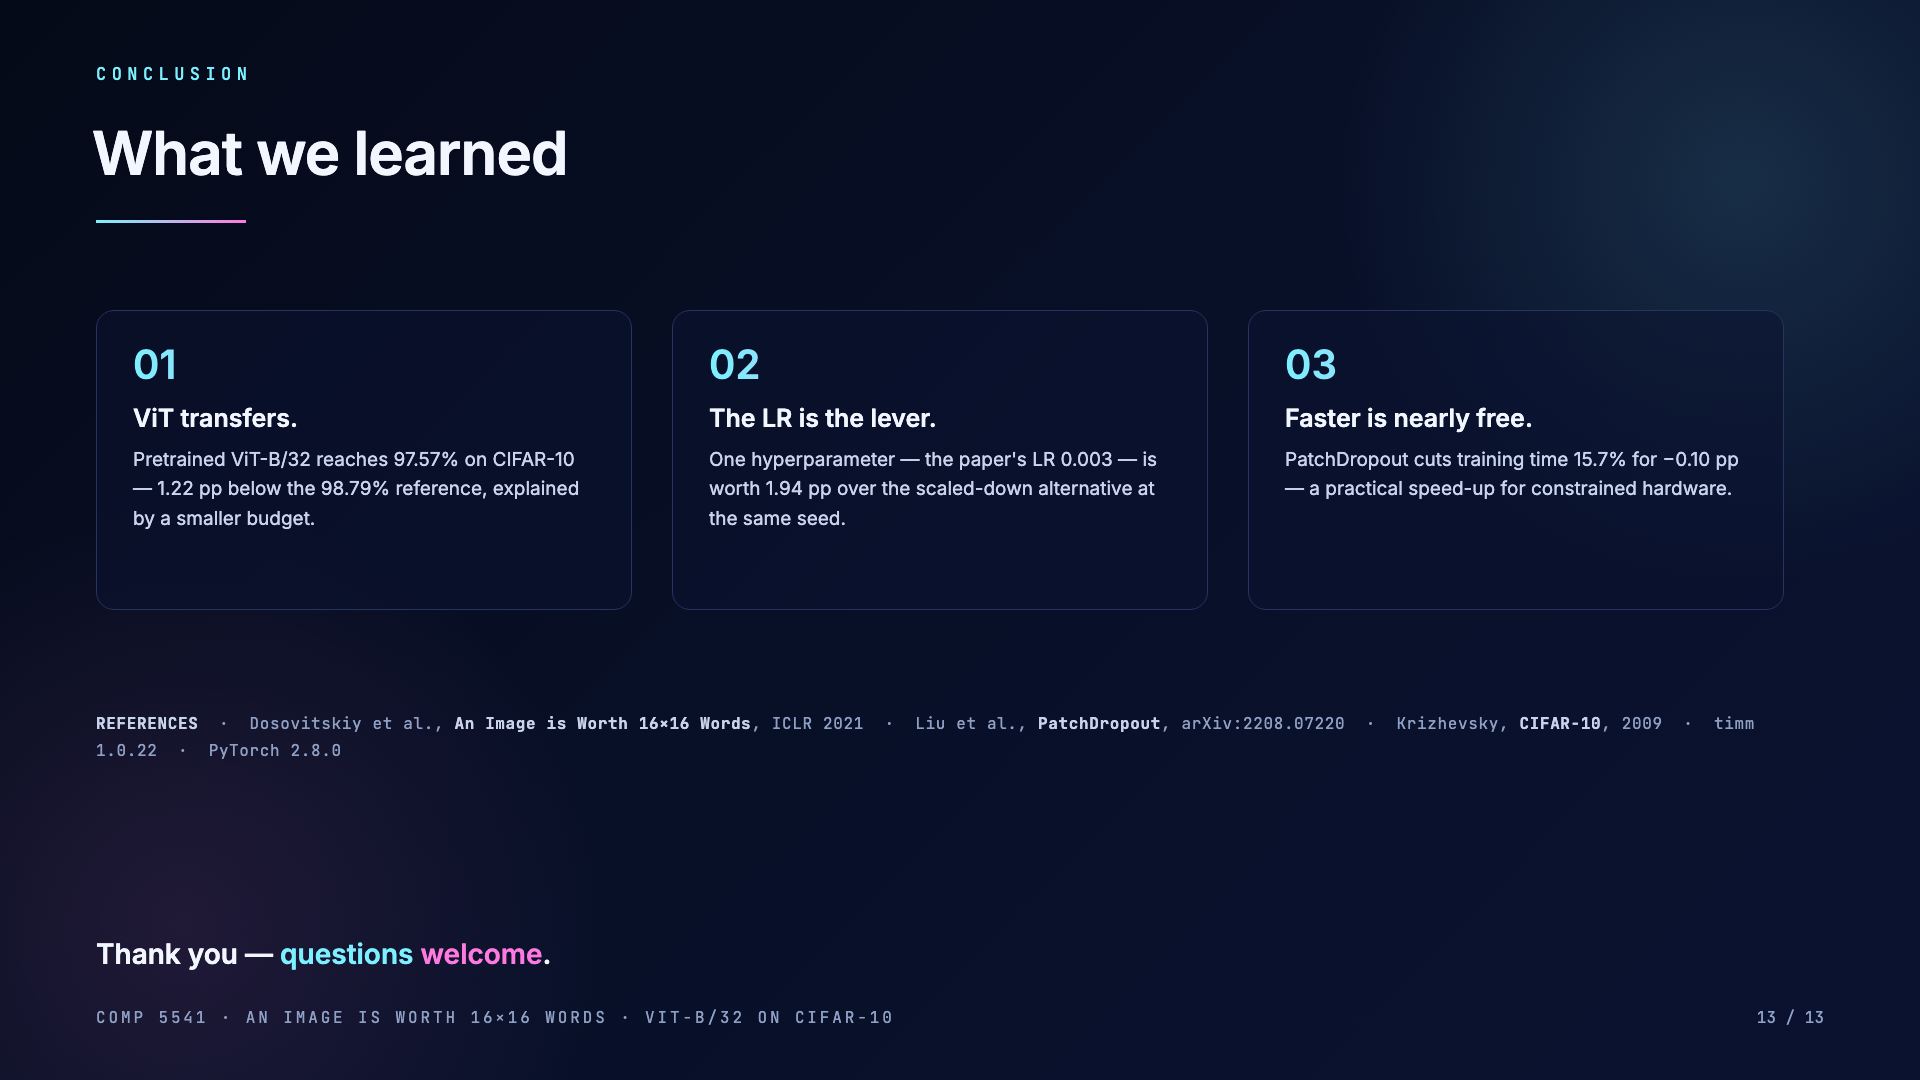 CONCLUSION
What we learned
01
ViT transfers.
Pretrained ViT-B/32 reaches 97.57% on CIFAR-10
— 1.22 pp below the 98.79% reference, explained
by a smaller budget.
02
The LR is the lever.
One hyperparameter — the paper's LR 0.003 — is
worth 1.94 pp over the scaled-down alternative at
the same seed.
03
Faster is nearly free.
PatchDropout cuts training time 15.7% for −0.10 pp
— a practical speed-up for constrained hardware.
REFERENCES · Dosovitskiy et al., An Image is Worth 16×16 Words, ICLR 2021 · Liu et al., PatchDropout, arXiv:2208.07220 · Krizhevsky, CIFAR-10, 2009 · timm
1.0.22 · PyTorch 2.8.0
Thank you — questions welcome.
COMP 5541 · AN IMAGE IS WORTH 16×16 WORDS · VIT-B/32 ON CIFAR-10
13 / 13